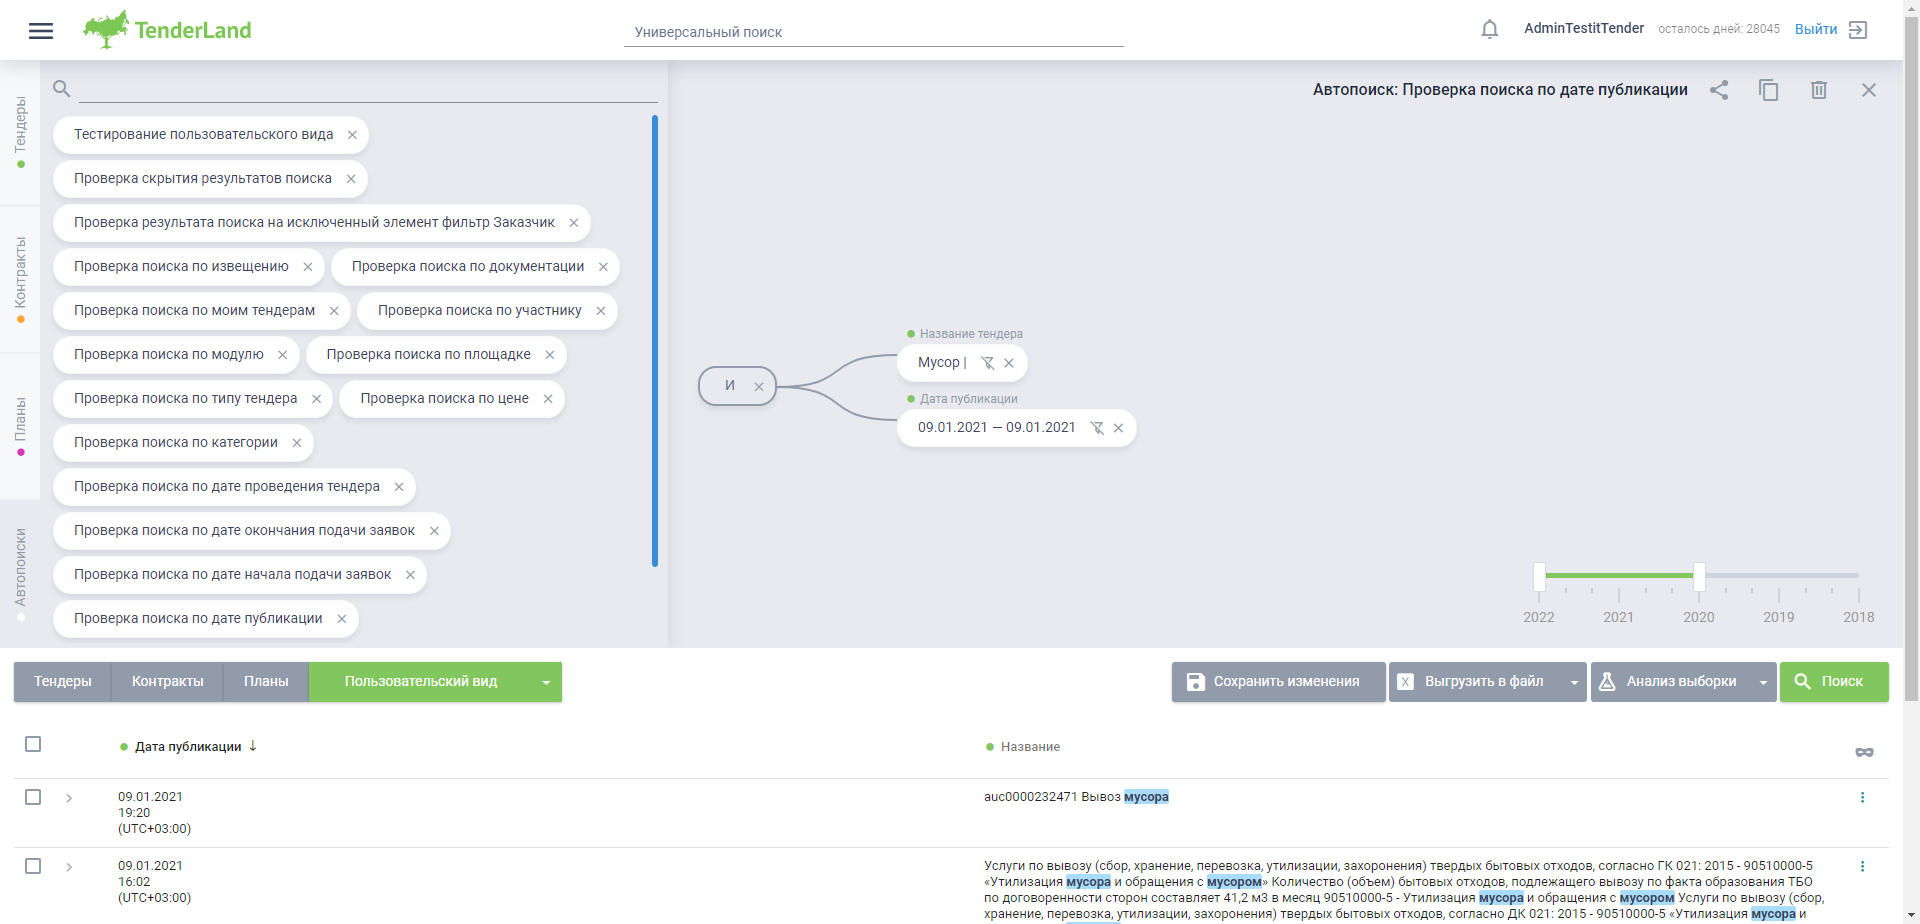 TenderLand
Универсальный поиск
AdminTestitTender
осталось дней: 28045
Выйти
Тендеры
Контракты
Планы
Автопоиски
Тестирование пользовательского вида
Проверка скрытия результатов поиска
Проверка результата поиска на исключенный элемент фильтр Заказчик
Проверка поиска по извещению
Проверка поиска по документации
Проверка поиска по моим тендерам
Проверка поиска по участнику
Проверка поиска по модулю
Проверка поиска по площадке
Проверка поиска по типу тендера
Проверка поиска по цене
Проверка поиска по категории
Проверка поиска по дате проведения тендера
Проверка поиска по дате окончания подачи заявок
Проверка поиска по дате начала подачи заявок
Проверка поиска по дате публикации
Автопоиск: Проверка поиска по дате публикации
И
Название тендера
Мусор |
Дата публикации
09.01.2021 — 09.01.2021
2022 2021 2020 2019 2018
Тендеры
Контракты
Планы
Пользовательский вид
Сохранить изменения
X Выгрузить в файл
Анализ выборки
Поиск
Дата публикации
Название
09.01.2021
19:20
(UTC+03:00)
auc0000232471 Вывоз мусора
09.01.2021
16:02
(UTC+03:00)
Услуги по вывозу (сбор, хранение, перевозка, утилизации, захоронения) твердых бытовых отходов, согласно ГК 021: 2015 - 90510000-5
«Утилизация мусора и обращения с мусором» Количество (объем) бытовых отходов, подлежащего вывозу по факта образования ТБО
по договоренности сторон составляет 41,2 м3 в месяц 90510000-5 - Утилизация мусора и обращения с мусором Услуги по вывозу (сбор,
хранение, перевозка, утилизации, захоронения) твердых бытовых отходов, согласно ДК 021: 2015 - 90510000-5 «Утилизация мусора и